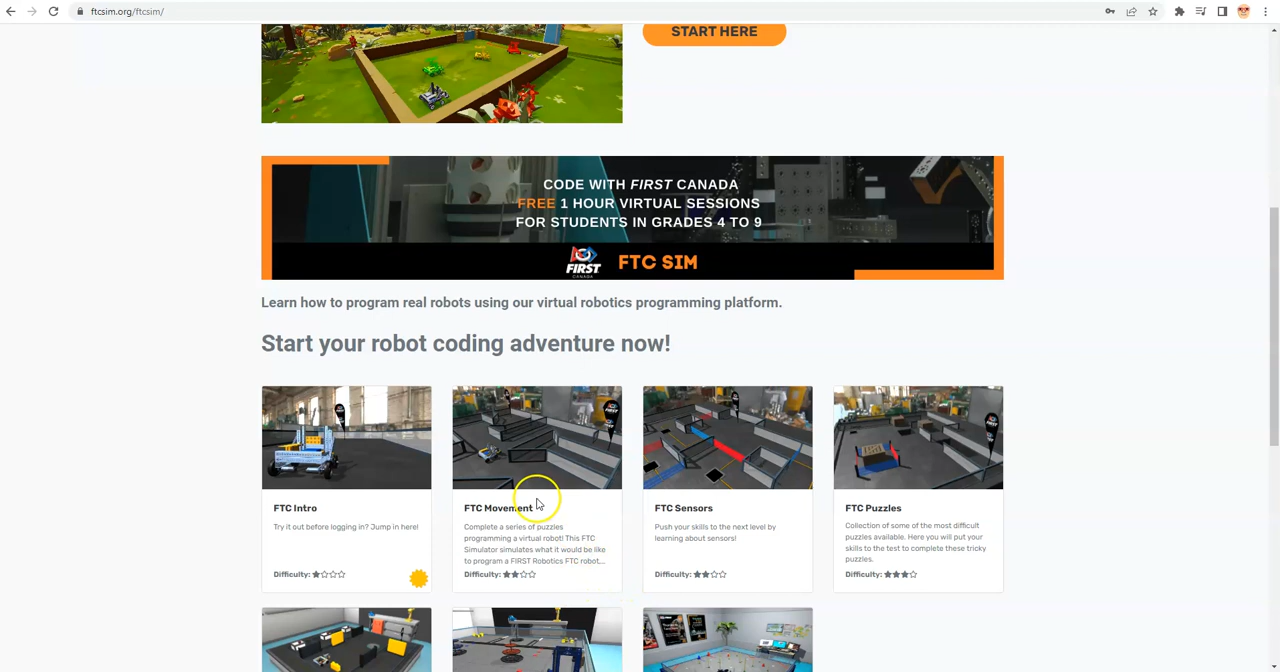 ftcsim.org/ftcsim/
START HERE
CODE WITH FIRST CANADA
FREE 1 HOUR VIRTUAL SESSIONS
FOR STUDENTS IN GRADES 4 TO 9
FIRST
CANADA
FTC SIM
Learn how to program real robots using our virtual robotics programming platform.
Start your robot coding adventure now!
FTC Intro
Try it out before logging in? Jump in here!
Difficulty:
FTC Movement
Complete a series of puzzles
programming a virtual robot! This FTC
Simulator simulates what it would be like
to program a FIRST Robotics FTC robot...
Difficulty:
FTC Sensors
Push your skills to the next level by
learning about sensors!
Difficulty:
FTC Puzzles
Collection of some of the most difficult
puzzles available. Here you will put your
skills to the test to complete these tricky
puzzles.
Difficulty: